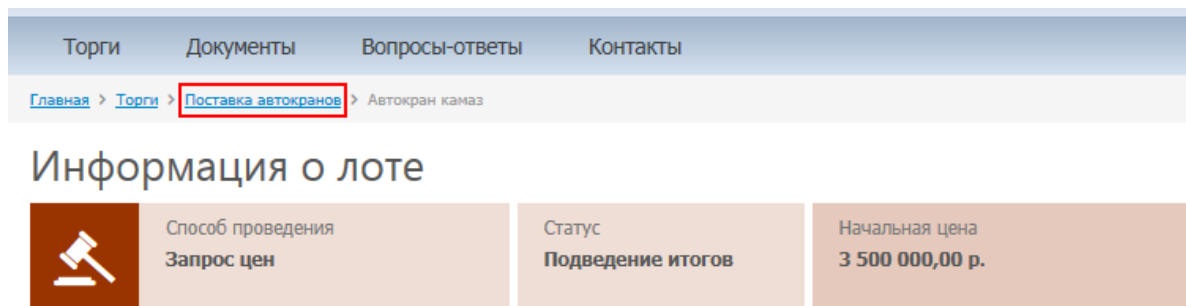 Торги Документы Вопросы-ответы Контакты
Главная > Торги > Поставка автокранов > Автокран камаз
Информация о лоте
Способ проведения Статус Начальная цена
Запрос цен Подведение итогов 3 500 000,00 р.